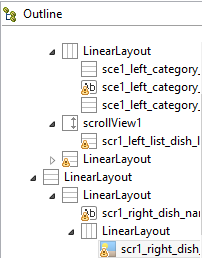 Outline
LinearLayout
sce1_left_category_
sce1_left_category_
sce1_left_category_
scrollView1
scr1_left_list_dish_l
LinearLayout
LinearLayout
LinearLayout
scr1_right_dish_nar
LinearLayout
scr1_right_dish_